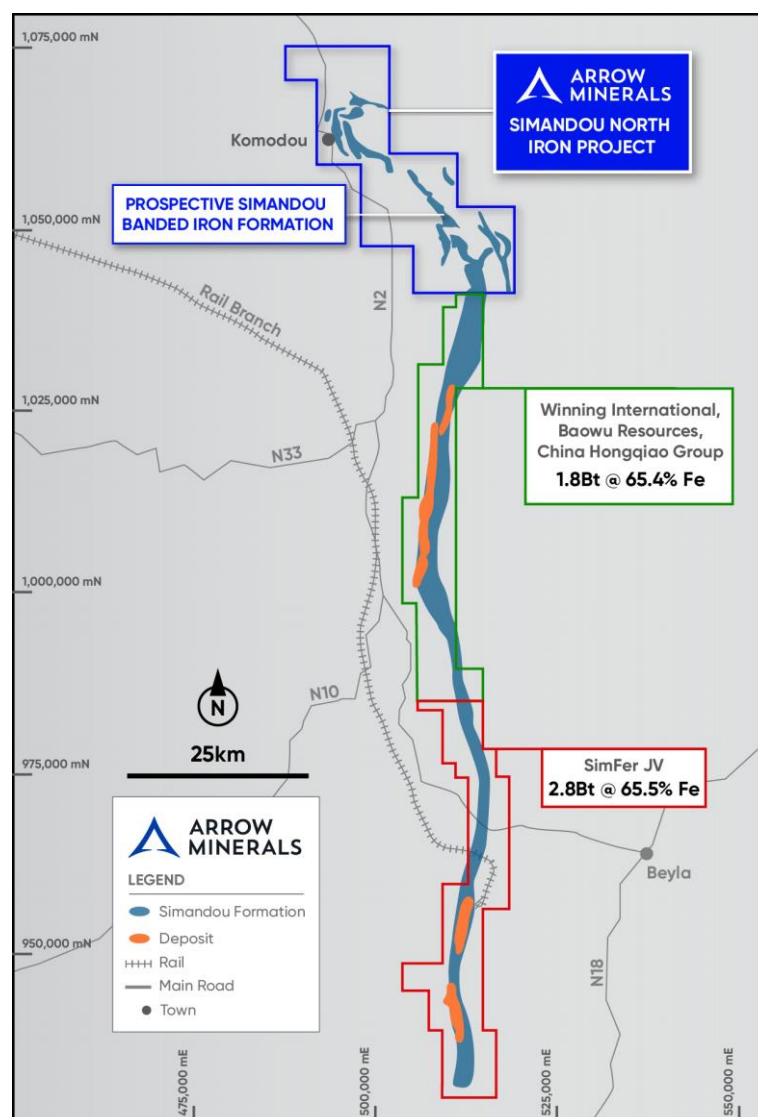 1,075,000 mN
ARROW
MINERALS
SIMANDOU NORTH
IRON PROJECT
Komodou
PROSPECTIVE SIMANDOU
BANDED IRON FORMATION
1,050,000 mN
Rail Branch
N2
1,025,000 mN
Winning International,
Baowu Resources,
China Hongqiao Group
1.8Bt @ 65.4% Fe
N33
1,000,000 mN
N10
N
25km
975,000 mN
SimFer JV
2.8Bt @ 65.5% Fe
ARROW
MINERALS
LEGEND
Simandou Formation
Deposit
Rail
Main Road
Town
Beyla
950,000 mN
N18
475,000 mE
500,000 mE
525,000 mE
550,000 mE